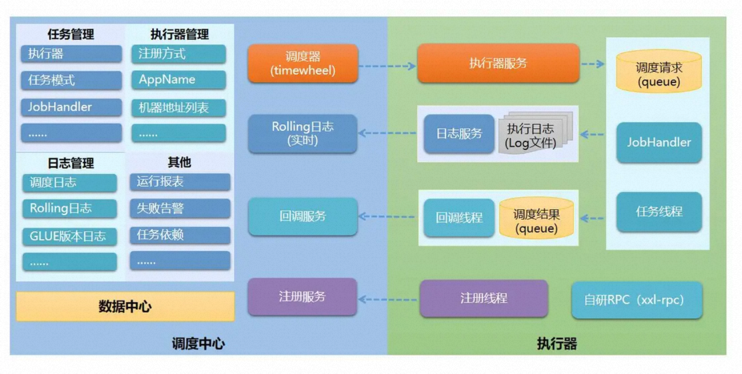 任务管理
执行器
任务模式
JobHandler
......
执行器管理
注册方式
AppName
机器地址列表
......
日志管理
调度日志
Rolling日志
GLUE版本日志
......
其他
运行报表
失败告警
任务依赖
......
数据中心
调度器
(timewheel)
Rolling日志
(实时)
回调服务
注册服务
调度中心
执行器服务
调度请求
(queue)
日志服务
执行日志
(Log文件)
JobHandler
回调线程
调度结果
(queue)
任务线程
注册线程
自研RPC（xxl-rpc）
执行器